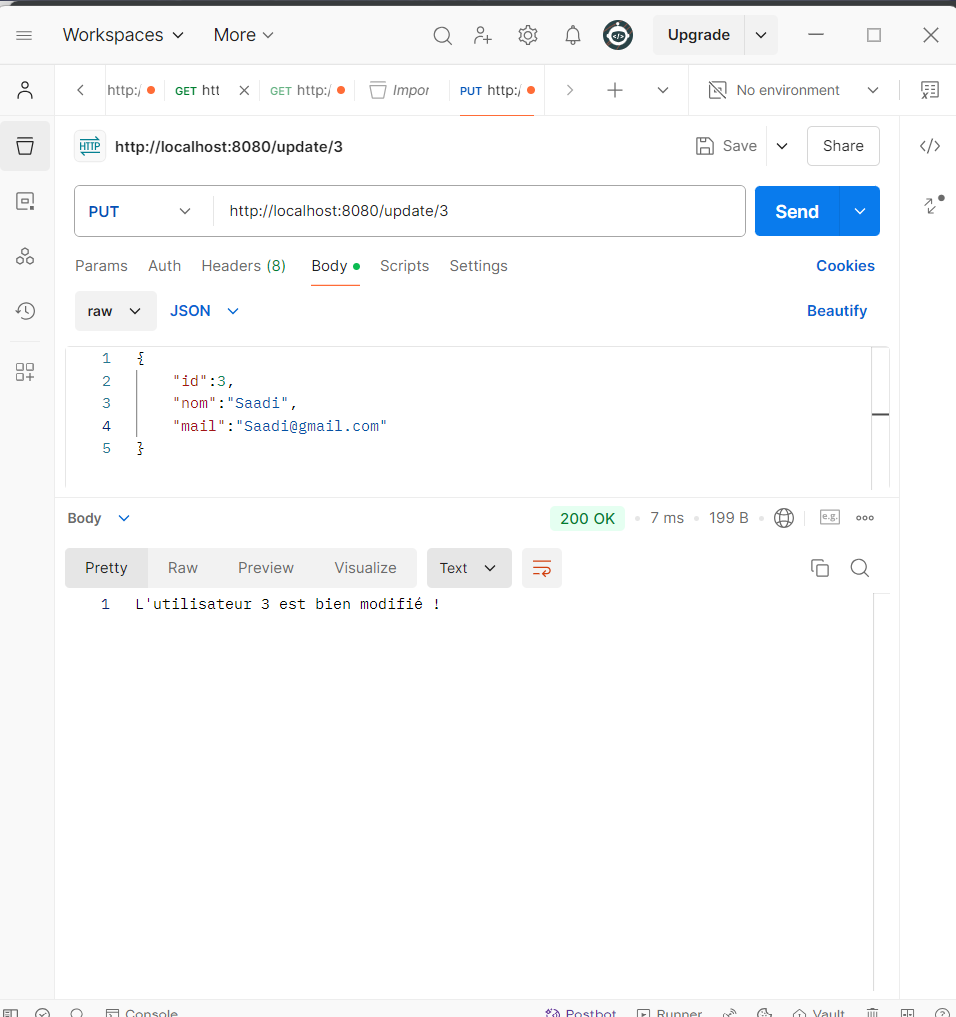 Workspaces More Upgrade
http:/ GET htt GET http:/ Impor PUT http:/ No environment
HTTP http://localhost:8080/update/3 Save Share
PUT http://localhost:8080/update/3 Send
Params Auth Headers (8) Body Scripts Settings Cookies
raw JSON Beautify
1 {
2 "id":3,
3 "nom":"Saadi",
4 "mail":"Saadi@gmail.com"
5 }
Body 200 OK 7 ms 199 B e.g.
Pretty Raw Preview Visualize Text
1 L'utilisateur 3 est bien modifié !
Console Postbot Runner Vault